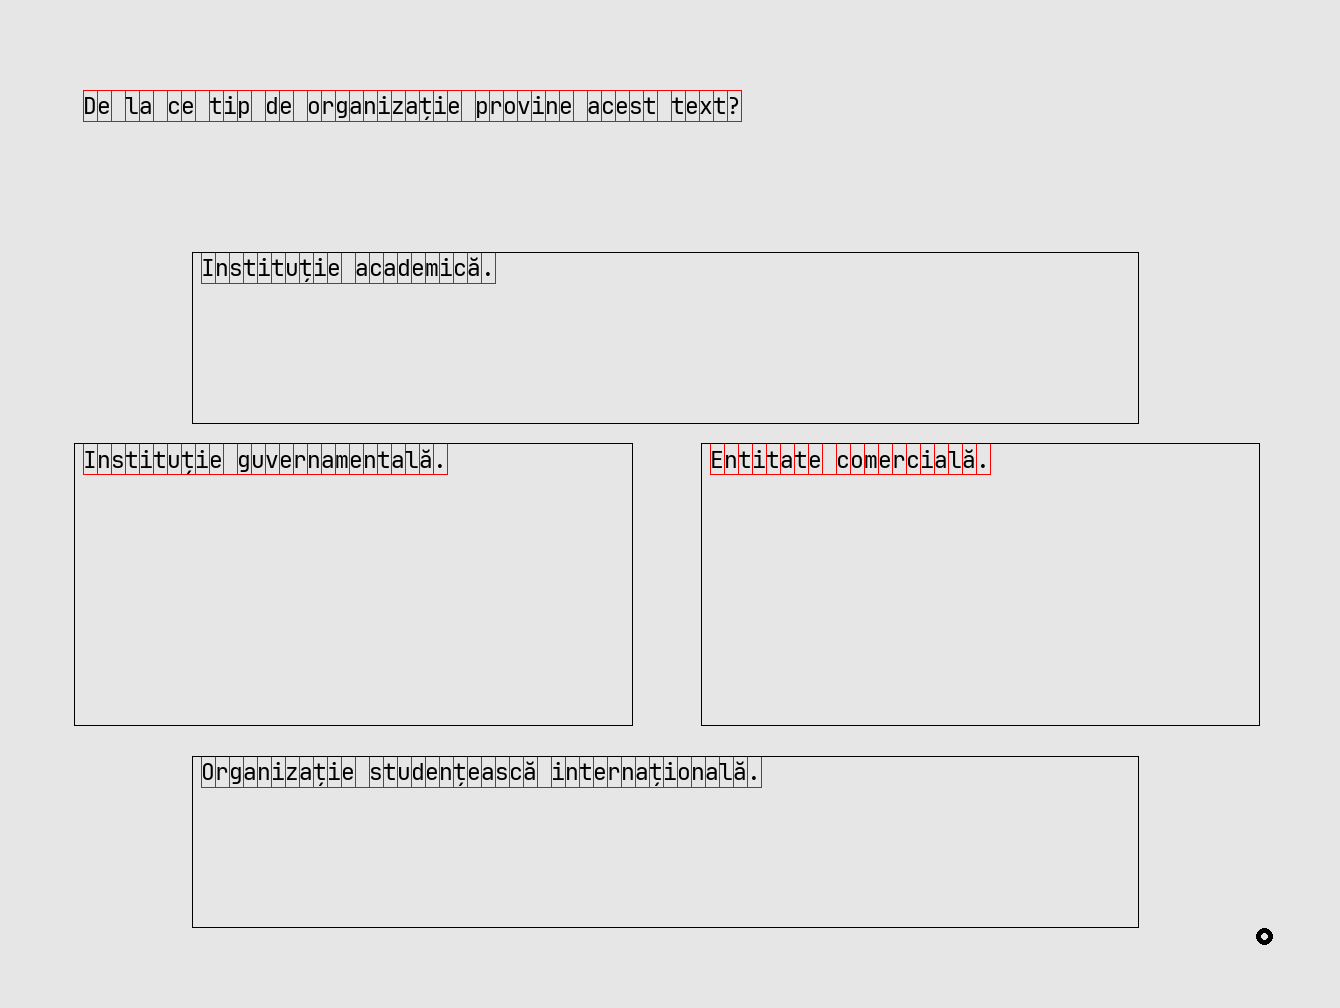 De la ce tip de organizație provine acest text?
Instituție academică.
Instituție guvernamentală.
Entitate comercială.
Organizație studențească internațională.